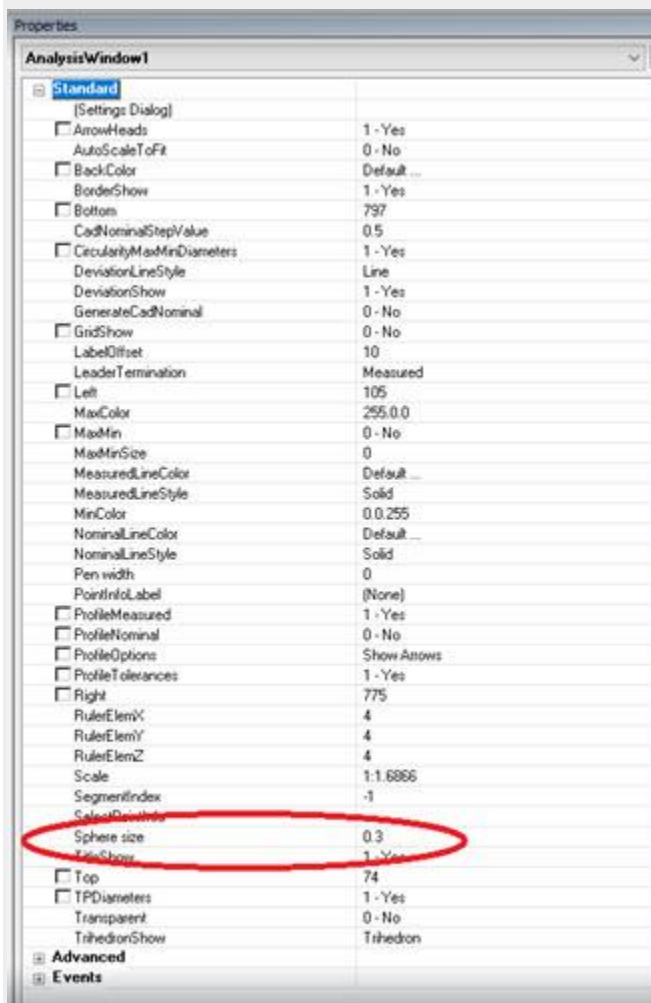 Properties
AnalysisWindow1
Standard
(Settings Dialog)
ArrowHeads 1 - Yes
AutoScaleToFit 0 - No
BackColor Default ...
BorderShow 1 - Yes
Bottom 797
CadNominalStepValue 0.5
CircularityMaxMinDiameters 1 - Yes
DeviationLineStyle Line
DeviationShow 1 - Yes
GenerateCadNominal 0 - No
GridShow 0 - No
LabelOffset 10
LeaderTermination Measured
Left 105
MaxColor 255.0.0
MaxMin 0 - No
MaxMinSize 0
MeasuredLineColor Default ...
MeasuredLineStyle Solid
MinColor 0.0.255
NominalLineColor Default ...
NominalLineStyle Solid
Pen width 0
PointInfoLabel (None)
ProfileMeasured 1 - Yes
ProfileNominal 0 - No
ProfileOptions Show Arrows
ProfileTolerances 1 - Yes
Right 775
RulerElemX 4
RulerElemY 4
RulerElemZ 4
Scale 1:1.6866
SegmentIndex -1
SelectPointInfo
Sphere size 0.3
TitleShow 1 - Yes
Top 74
TPDiameters 1 - Yes
Transparent 0 - No
TrihedronShow Trihedron
Advanced
Events